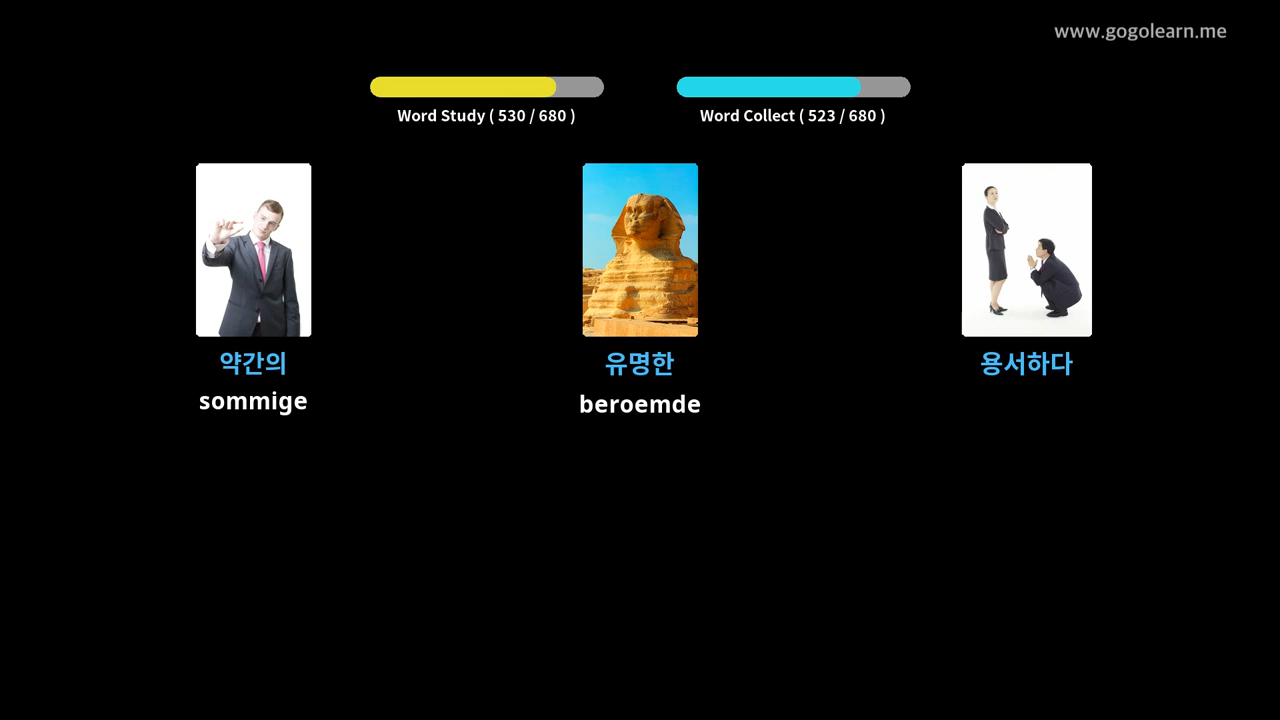 www.gogolearn.me
Word Study ( 530 / 680 )
Word Collect ( 523 / 680 )
약간의
유명한
용서하다
sommige
beroemde